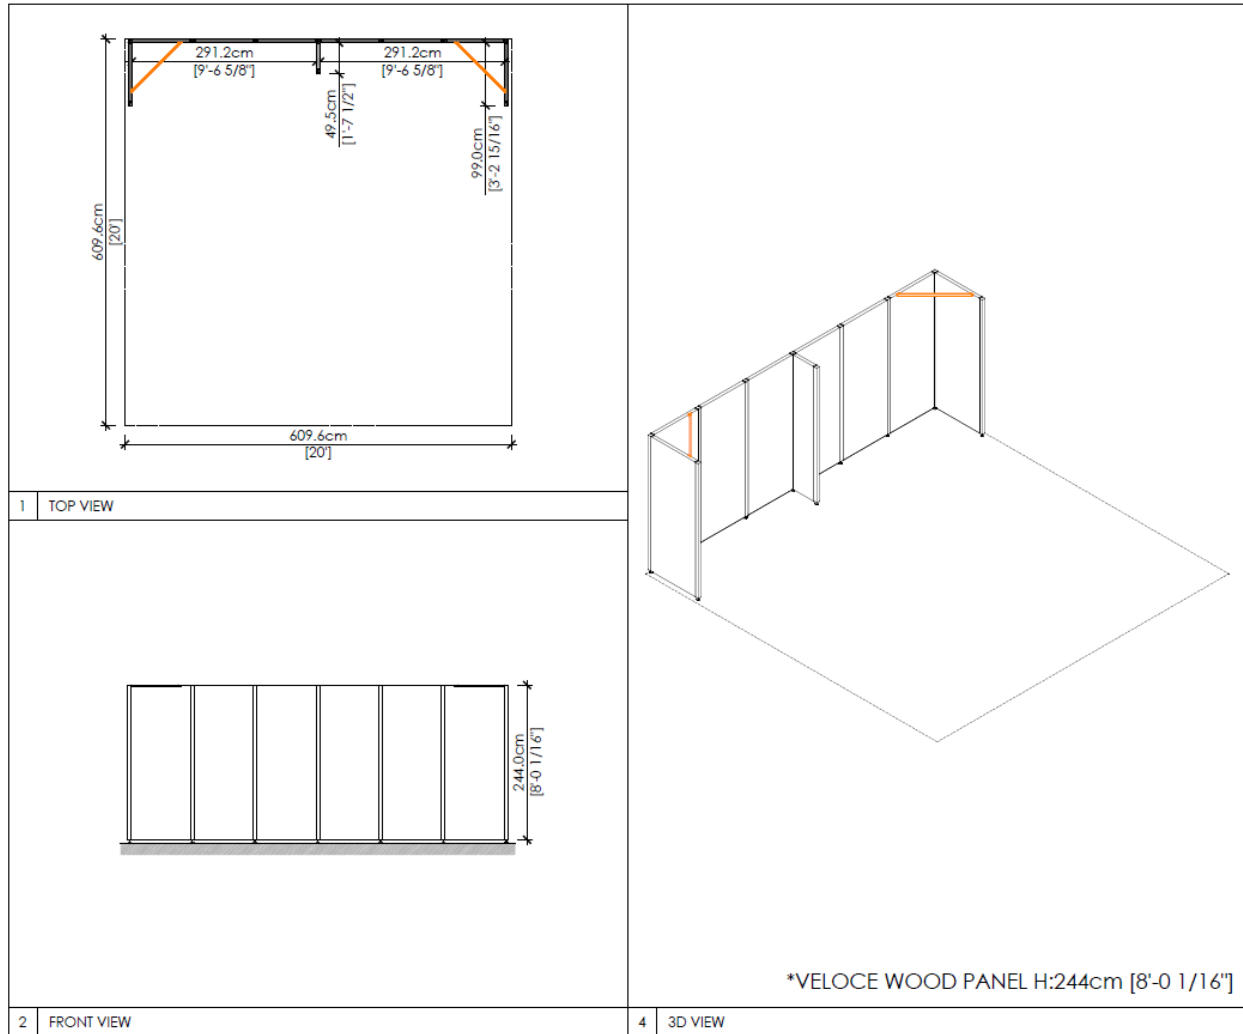 291.2cm
[9'-6 5/8"]
291.2cm
[9'-6 5/8"]
49.5cm
[1'-7 1/2"]
99.0cm
[3'-2 15/16"]
609.6cm
[20']
609.6cm
[20']
1 TOP VIEW
244.0cm
[8'-0 1/16"]
2 FRONT VIEW
*VELOCE WOOD PANEL H:244cm [8'-0 1/16"]
4 3D VIEW